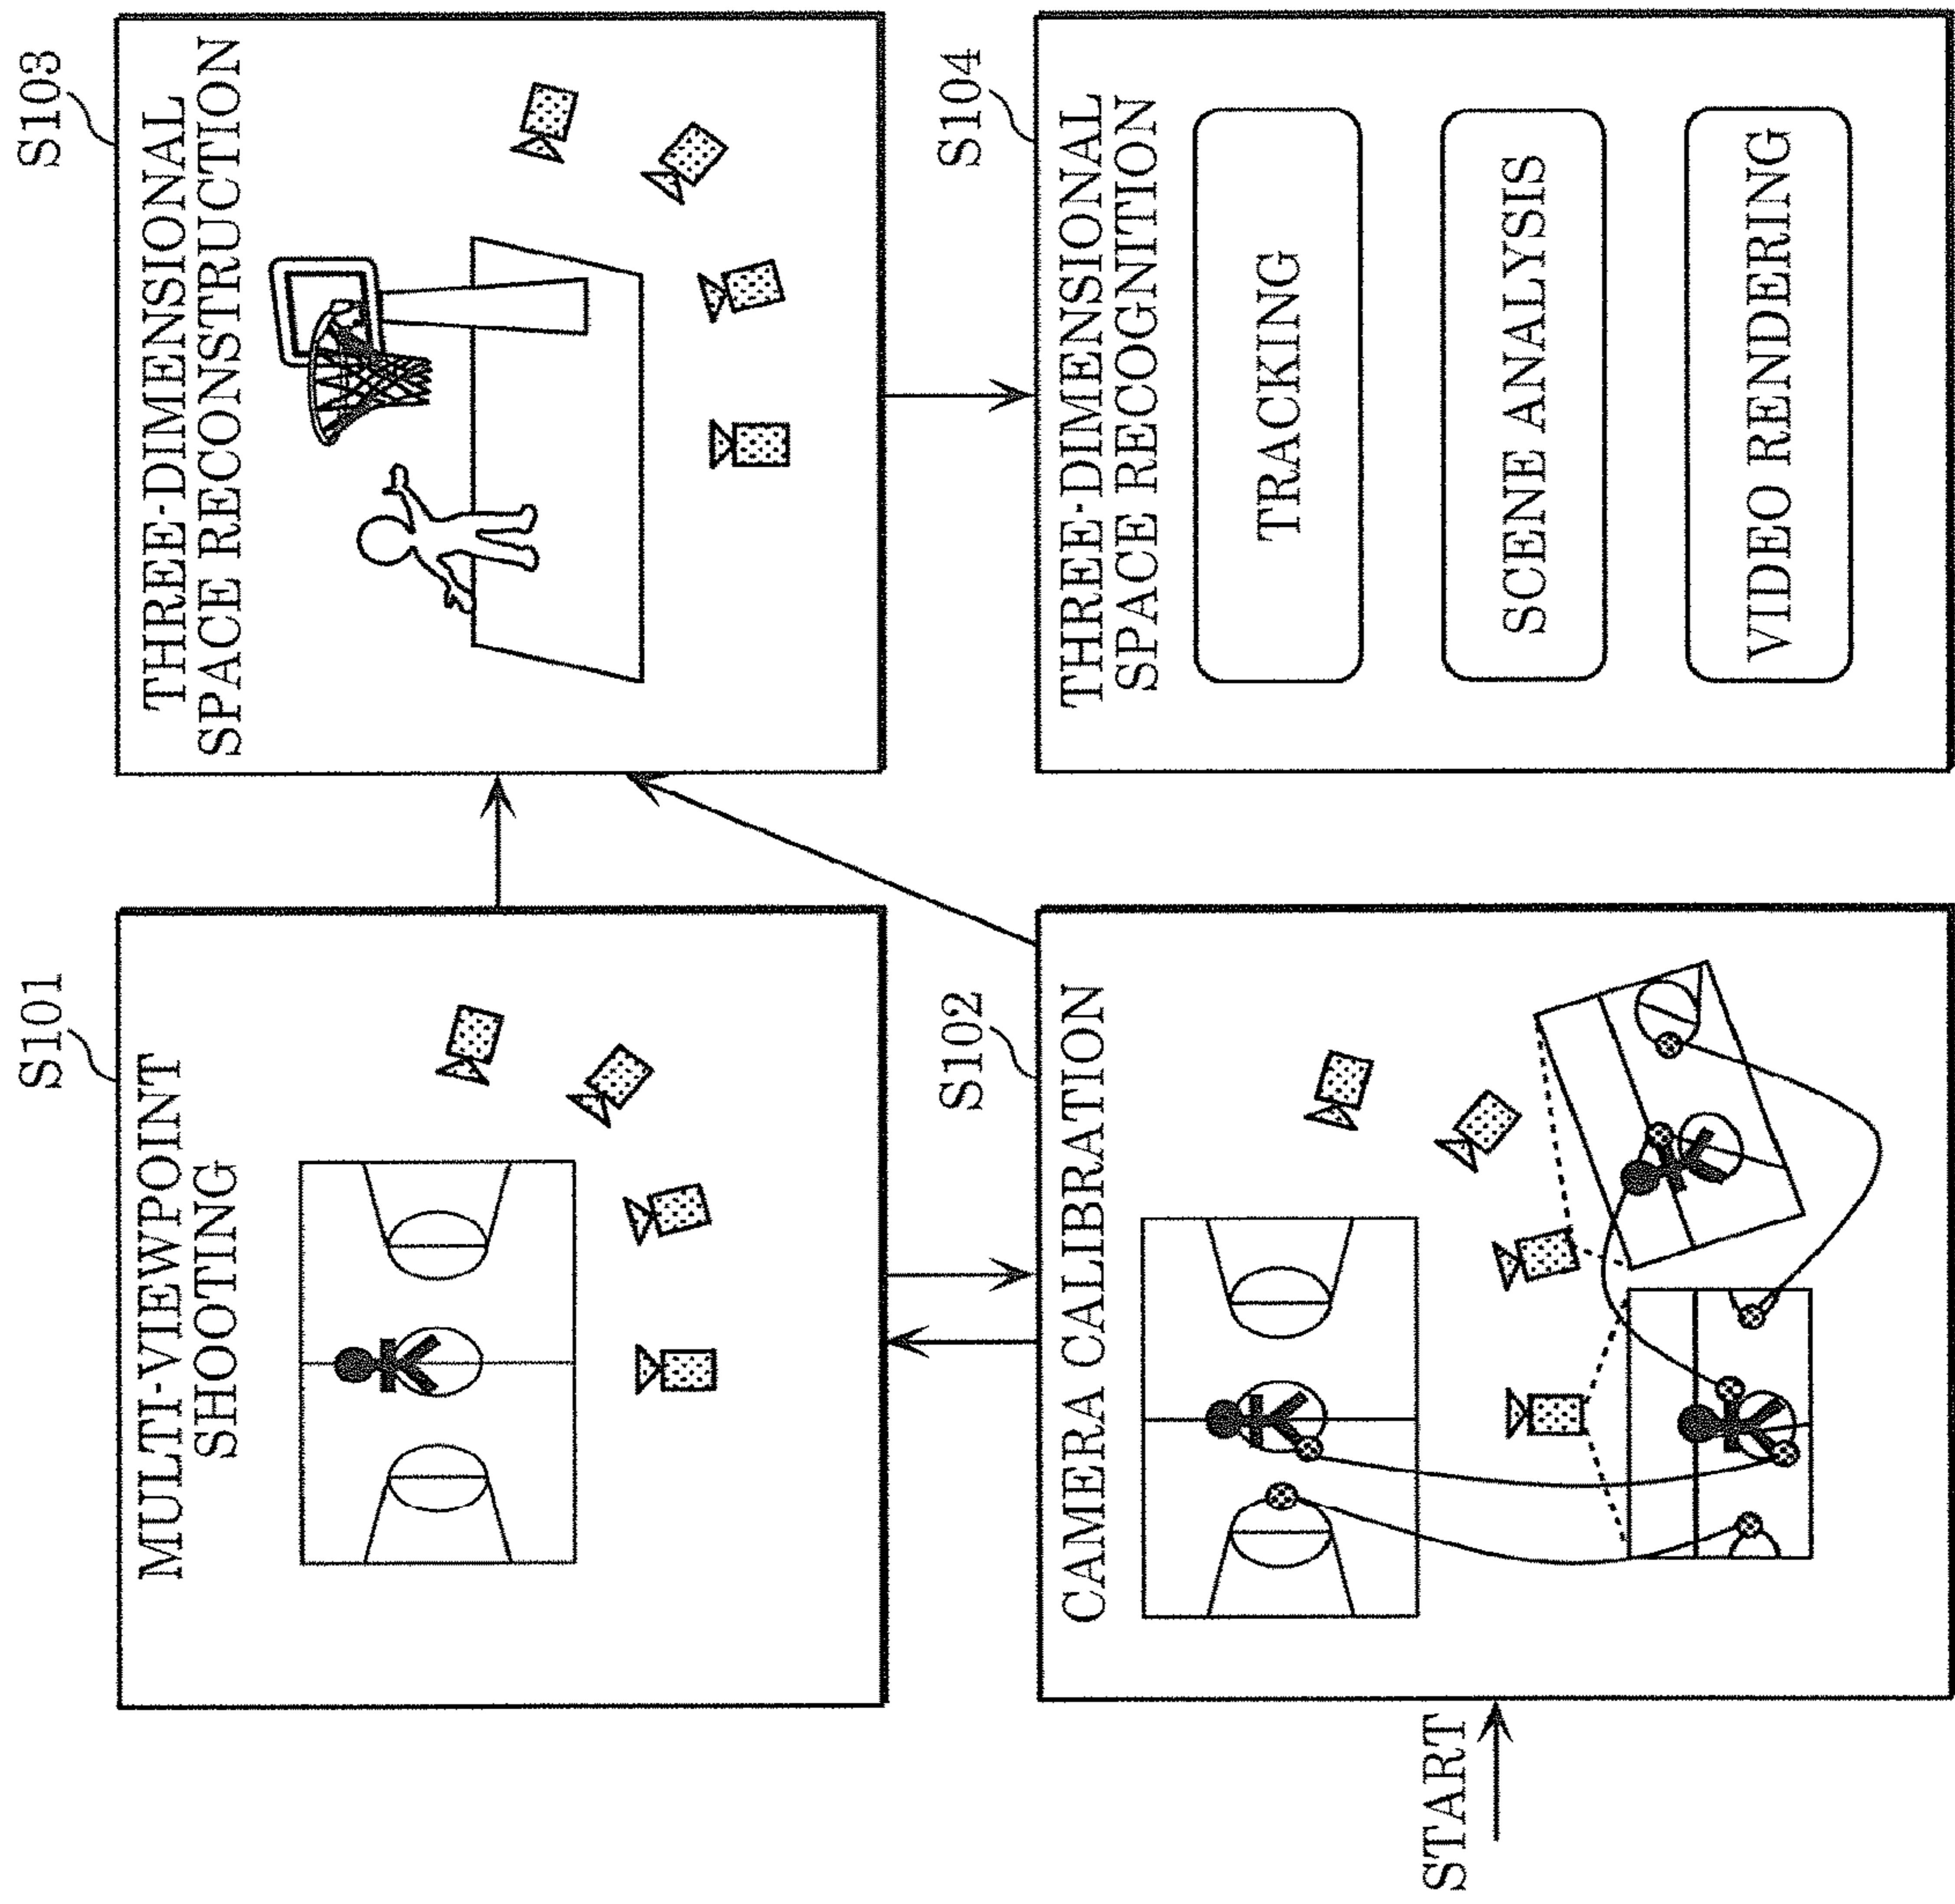 S101
MULTI-VIEWPOINT
SHOOTING
S103
THREE-DIMENSIONAL
SPACE RECONSTRUCTION
START
S102
CAMERA CALIBRATION
S104
THREE-DIMENSIONAL
SPACE RECOGNITION
TRACKING
SCENE ANALYSIS
VIDEO RENDERING